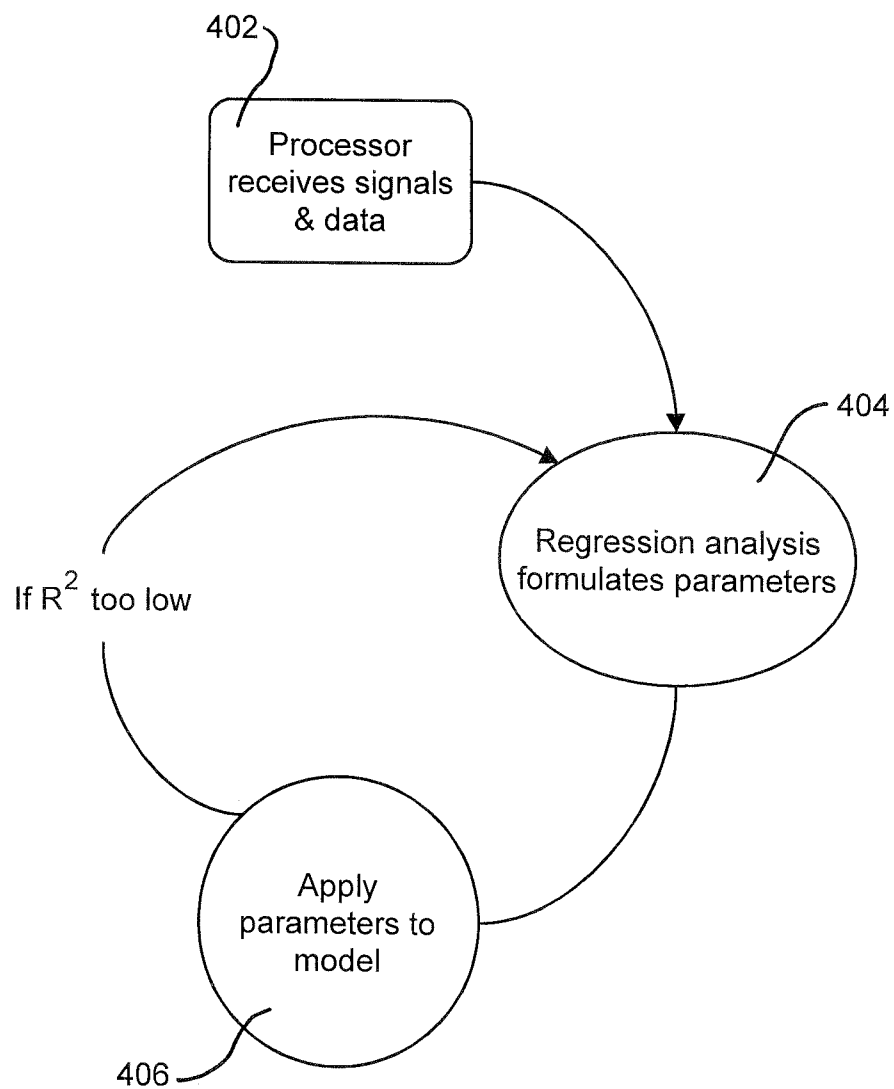 402
Processor
receives signals
& data
404
Regression analysis
formulates parameters
If R² too low
Apply
parameters to
model
406